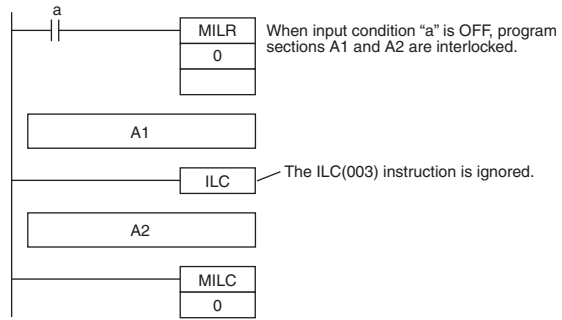 a
MILR
0
When input condition “a” is OFF, program
sections A1 and A2 are interlocked.
A1
ILC
The ILC(003) instruction is ignored.
A2
MILC
0